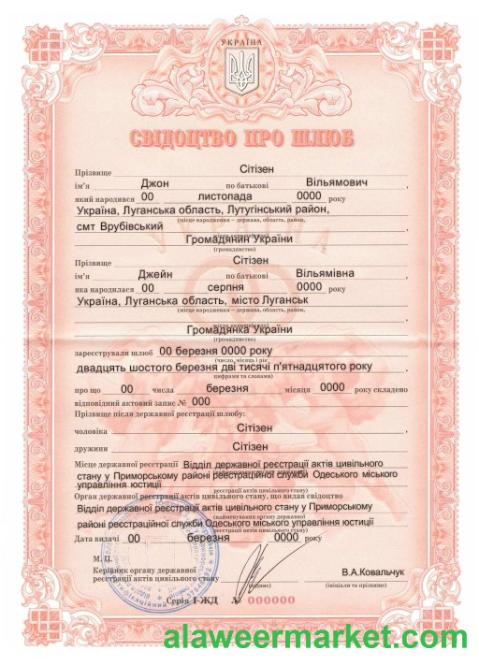 УКРАЇНА
СВІДОЦТВО ПРО ШЛЮБ
Прізвище Сітізен
ім'я Джон по батькові Вільямович,
який народився 00 листопада 0000 року
Україна, Луганська область, Лутугінський район,
(місце народження – держава, область, район,
смт Врубівський
Громадянин України
(громадянство)
Прізвище Сітізен
ім'я Джейн по батькові Вільямівна,
яка народилася 00 серпня 0000 року
Україна, Луганська область, місто Луганськ
(місце народження – держава, область, район,
Громадянка України
(громадянство)
зареєстрували шлюб 00 березня 0000 року
(число, місяць і рік
двадцять шостого березня дві тисячі п'ятнадцятого року
цифрами та словами)
про що 00 числа березня місяця 0000 року складено
відповідний актовий запис № 000
Прізвище після державної реєстрації шлюбу:
чоловіка Сітізен,
дружини Сітізен
Місце державної реєстрації Відділ державної реєстрації актів цивільного
стану у Приморському районі реєстраційної служби Одеського міського
управління юстиції
реєстрації актів цивільного стану)
Орган державної реєстрації актів цивільного стану, що видав свідоцтво
Відділ державної реєстрації актів цивільного стану у Приморському
(найменування органу державної
районі реєстраційної служби Одеського міського управління юстиції
реєстрації актів цивільного стану)
Дата видачі 00 березня 0000 року
М. П.
Керівник органу державної
реєстрації актів цивільного стану В.А.Ковальчук
(підпис) (ініціали та прізвище)
Серія І-ЖД № 000000
alaweermarket.com